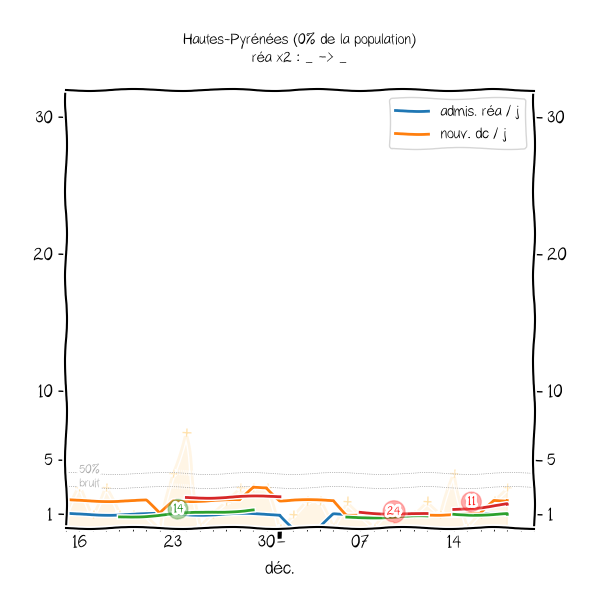 Hautes-Pyrénées (0% de la population)
réa x2 : _ -> _
admis. réa / j
nouv. dc / j
30 30
20 20
10 10
5 5
1 1
50%
bruit
14
24
11
16 23 30 07 14
déc.